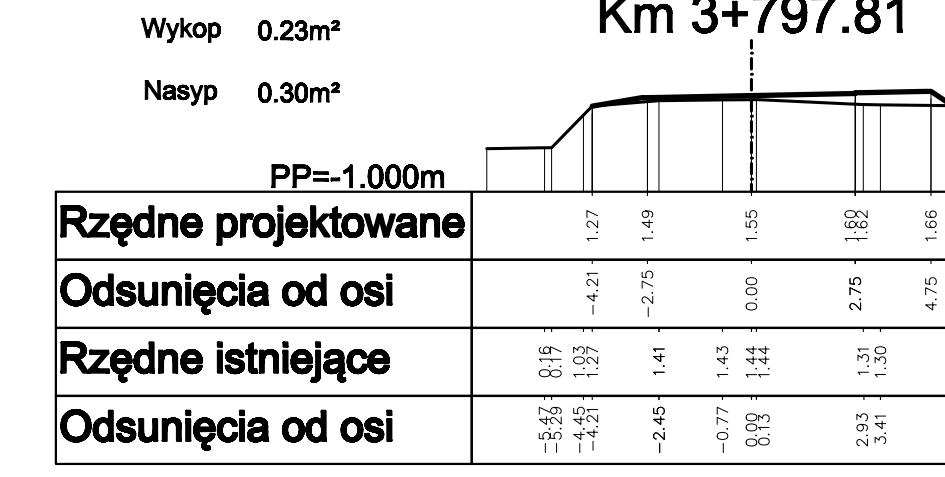 Km 3+797.81
Wykop 0.23m²
Nasyp 0.30m²
PP=-1.000m
Rzędne projektowane 1.27 1.49 1.55 1.60 1.62 1.66
Odsunięcia od osi -4.21 -2.75 0.00 2.75 4.75
Rzędne istniejące 0.16 0.17 1.03 1.27 1.41 1.43 1.44 1.44 1.31 1.30
Odsunięcia od osi -5.47 -5.29 -4.45 -4.21 -2.45 -0.77 0.00 0.13 2.93 3.41